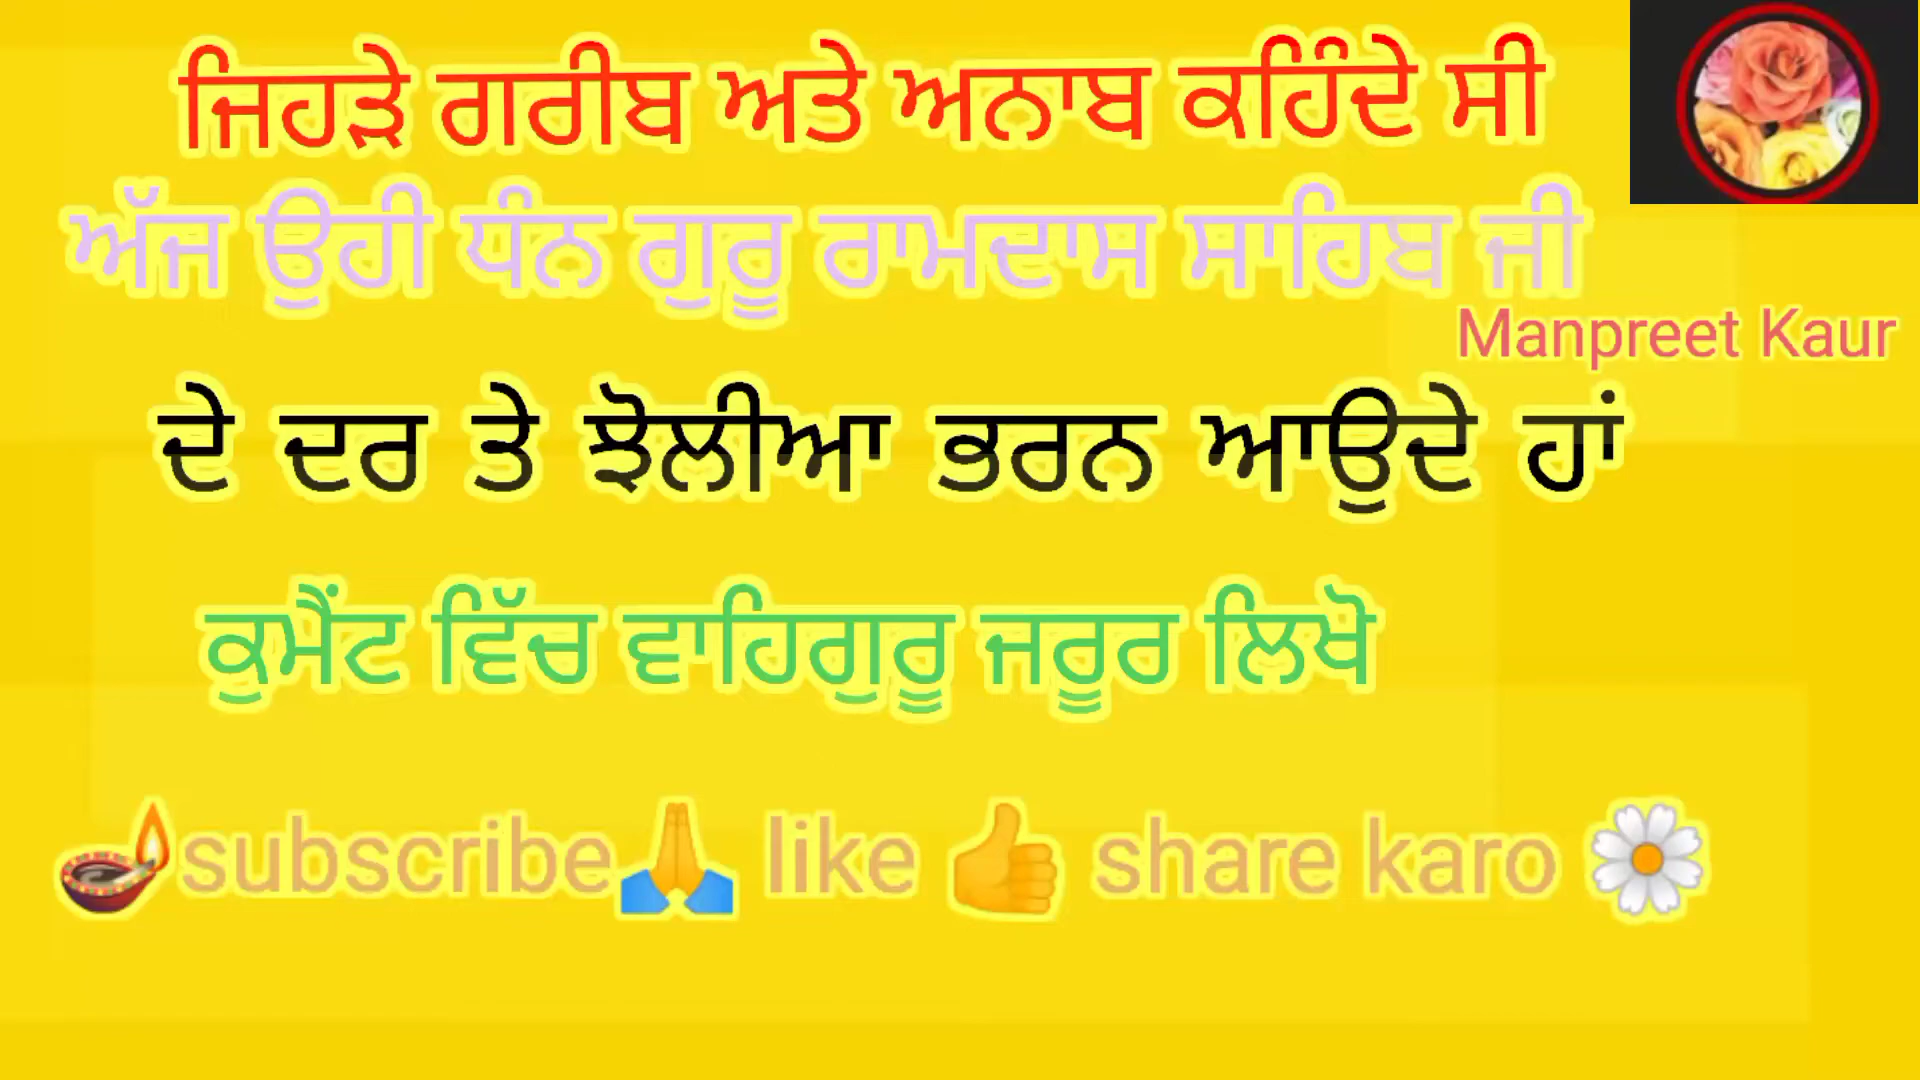 ਜਿਹੜੇ ਗਰੀਬ ਅਤੇ ਅਨਾਬ ਕਹਿੰਦੇ ਸੀ
ਅੱਜ ਉਹੀ ਧੰਨ ਗੁਰੂ ਰਾਮਦਾਸ ਸਾਹਿਬ ਜੀ
Manpreet Kaur
ਦੇ ਦਰ ਤੇ ਝੋਲੀਆ ਭਰਨ ਆਉਦੇ ਹਾਂ
ਕੁਮੈਂਟ ਵਿੱਚ ਵਾਹਿਗੁਰੂ ਜਰੂਰ ਲਿਖੋ
🪔subscribe🙏 like 👍 share karo 🌼